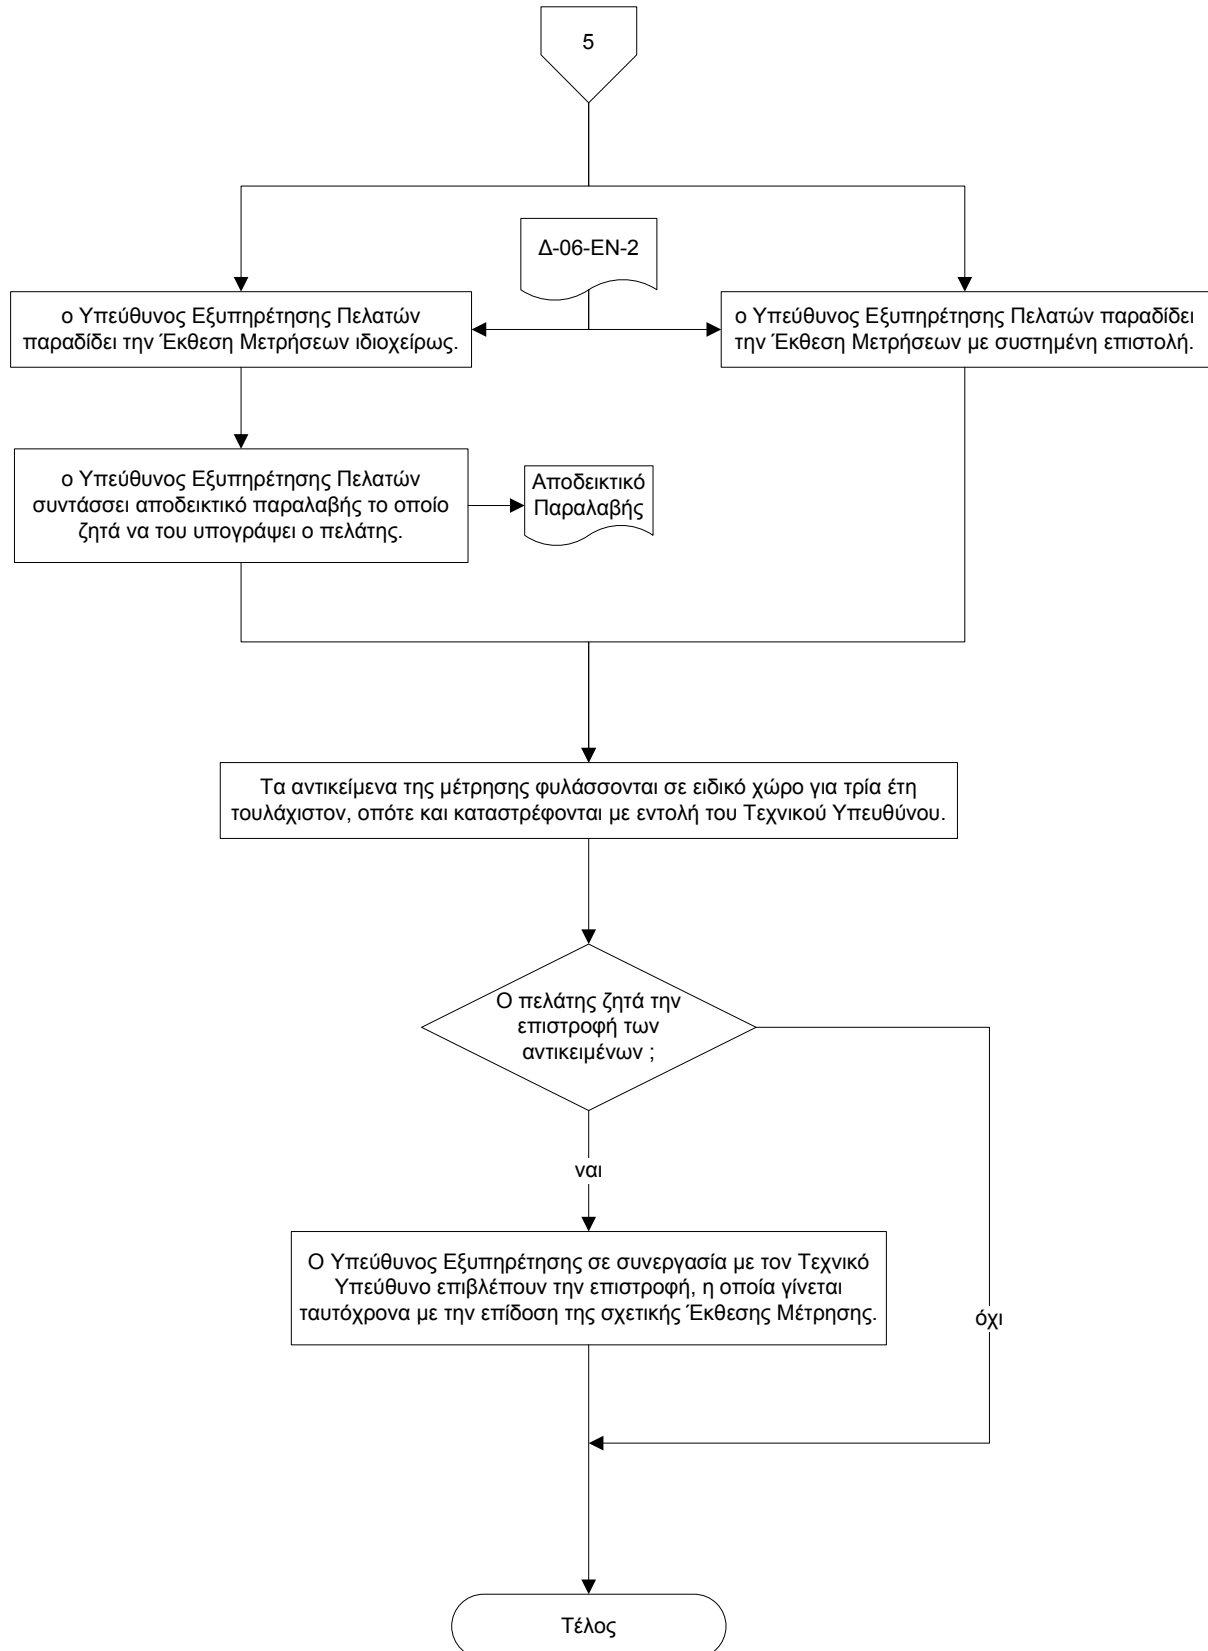 5
Δ-06-ΕΝ-2
ο Υπεύθυνος Εξυπηρέτησης Πελατών
παραδίδει την Έκθεση Μετρήσεων ιδιοχείρως.
ο Υπεύθυνος Εξυπηρέτησης Πελατών παραδίδει
την Έκθεση Μετρήσεων με συστημένη επιστολή.
ο Υπεύθυνος Εξυπηρέτησης Πελατών
συντάσσει αποδεικτικό παραλαβής το οποίο
ζητά να του υπογράψει ο πελάτης.
Αποδεικτικό
Παραλαβής
Τα αντικείμενα της μέτρησης φυλάσσονται σε ειδικό χώρο για τρία έτη
τουλάχιστον, οπότε και καταστρέφονται με εντολή του Τεχνικού Υπευθύνου.
Ο πελάτης ζητά την
επιστροφή των
αντικειμένων ;
ναι
Ο Υπεύθυνος Εξυπηρέτησης σε συνεργασία με τον Τεχνικό
Υπεύθυνο επιβλέπουν την επιστροφή, η οποία γίνεται
ταυτόχρονα με την επίδοση της σχετικής Έκθεσης Μέτρησης.
όχι
Τέλος